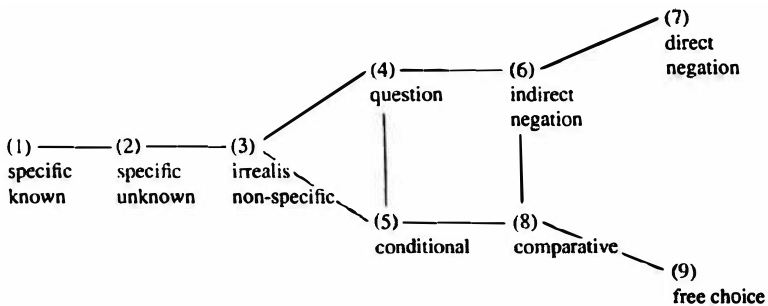 (7)
direct
negation
(4) (6)
question indirect
negation
(1) (2) (3)
specific specific irrealis
known unknown non-specific
(5) (8)
conditional comparative
(9)
free choice